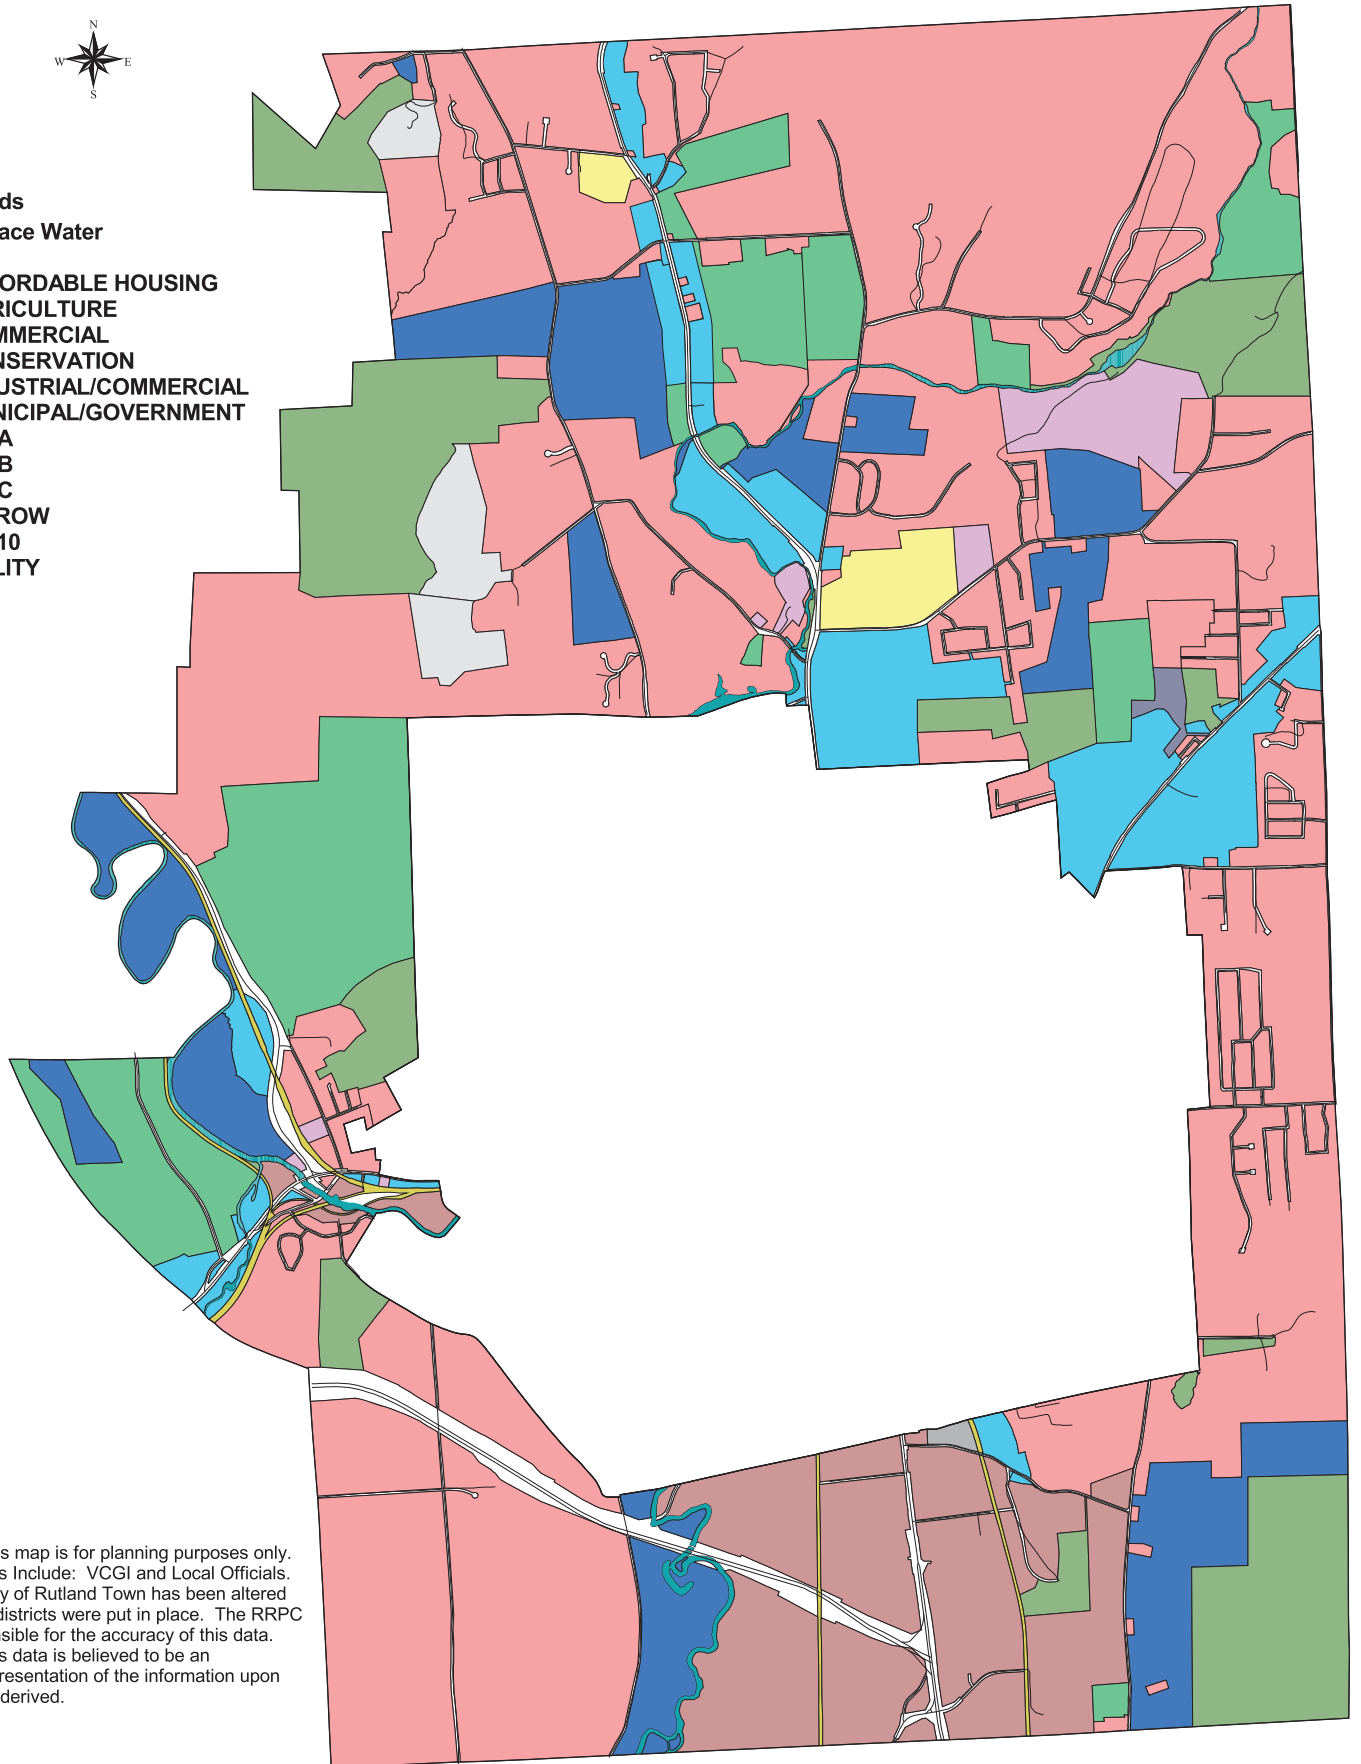 N
W E
S
ds
ace Water
ORDABLE HOUSING
RICULTURE
MMERCIAL
NSERVATION
USTRIAL/COMMERCIAL
NICIPAL/GOVERNMENT
A
B
C
ROW
10
LITY
s map is for planning purposes only.
s Include: VCGI and Local Officials.
y of Rutland Town has been altered
districts were put in place. The RRPC
nsible for the accuracy of this data.
s data is believed to be an
resentation of the information upon
derived.